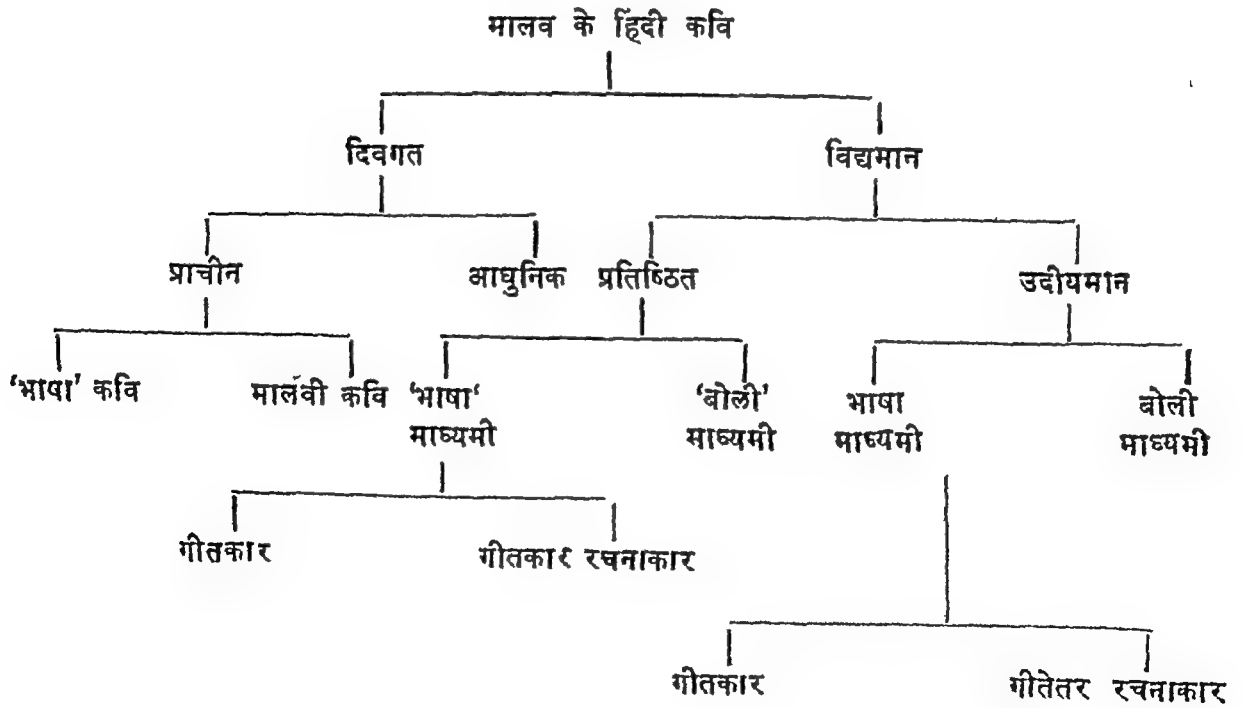 मालव के हिंदी कवि
दिवगत विद्यमान
प्राचीन आधुनिक प्रतिष्ठित उदीयमान
'भाषा' कवि मालवी कवि 'भाषा' 'बोली' भाषा बोली
माध्यमी माध्यमी माध्यमी माध्यमी
गीतकार गीतकार रचनाकार
गीतकार गीतेतर रचनाकार